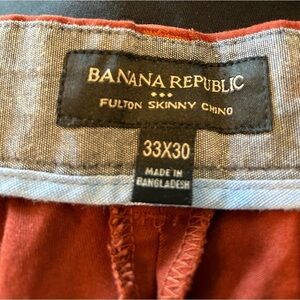 BANANA REPUBLIC
FULTON SKINNY CHINO
33X30
MADE IN
BANGLADESH